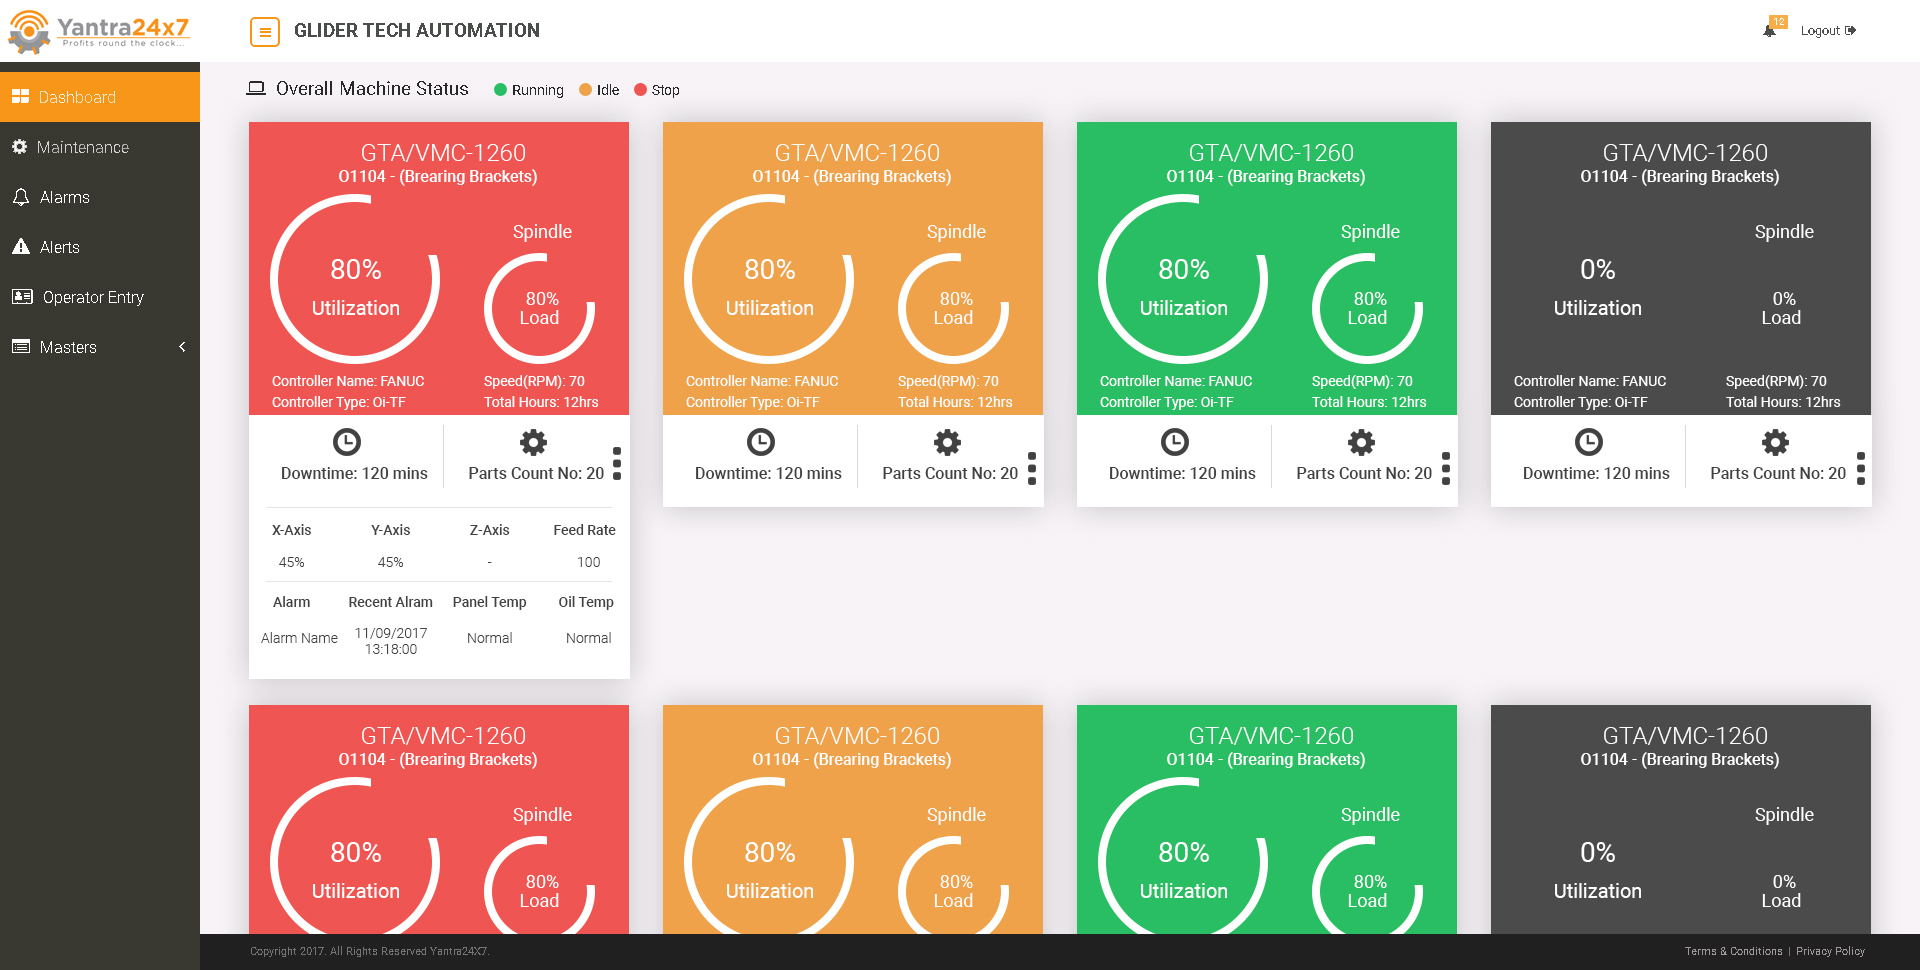 Yantra24x7
Profits round the clock...
GLIDER TECH AUTOMATION
12
Logout
Dashboard
Maintenance
Alarms
Alerts
Operator Entry
Masters
Overall Machine Status
Running
Idle
Stop
GTA/VMC-1260
O1104 - (Brearing Brackets)
Spindle
80%
Utilization
80%
Load
Controller Name: FANUC
Speed(RPM): 70
Controller Type: Oi-TF
Total Hours: 12hrs
Downtime: 120 mins
Parts Count No: 20
X-Axis
Y-Axis
Z-Axis
Feed Rate
45%
45%
-
100
Alarm
Recent Alram
Panel Temp
Oil Temp
Alarm Name
11/09/2017
13:18:00
Normal
Normal
GTA/VMC-1260
O1104 - (Brearing Brackets)
Spindle
80%
Utilization
80%
Load
Controller Name: FANUC
Speed(RPM): 70
Controller Type: Oi-TF
Total Hours: 12hrs
Downtime: 120 mins
Parts Count No: 20
GTA/VMC-1260
O1104 - (Brearing Brackets)
Spindle
80%
Utilization
80%
Load
Controller Name: FANUC
Speed(RPM): 70
Controller Type: Oi-TF
Total Hours: 12hrs
Downtime: 120 mins
Parts Count No: 20
GTA/VMC-1260
O1104 - (Brearing Brackets)
Spindle
0%
Utilization
0%
Load
Controller Name: FANUC
Speed(RPM): 70
Controller Type: Oi-TF
Total Hours: 12hrs
Downtime: 120 mins
Parts Count No: 20
GTA/VMC-1260
O1104 - (Brearing Brackets)
Spindle
80%
Utilization
80%
Load
GTA/VMC-1260
O1104 - (Brearing Brackets)
Spindle
80%
Utilization
80%
Load
GTA/VMC-1260
O1104 - (Brearing Brackets)
Spindle
80%
Utilization
80%
Load
GTA/VMC-1260
O1104 - (Brearing Brackets)
Spindle
0%
Utilization
0%
Load
Copyright 2017. All Rights Reserved Yantra24X7.
Terms & Conditions | Privacy Policy